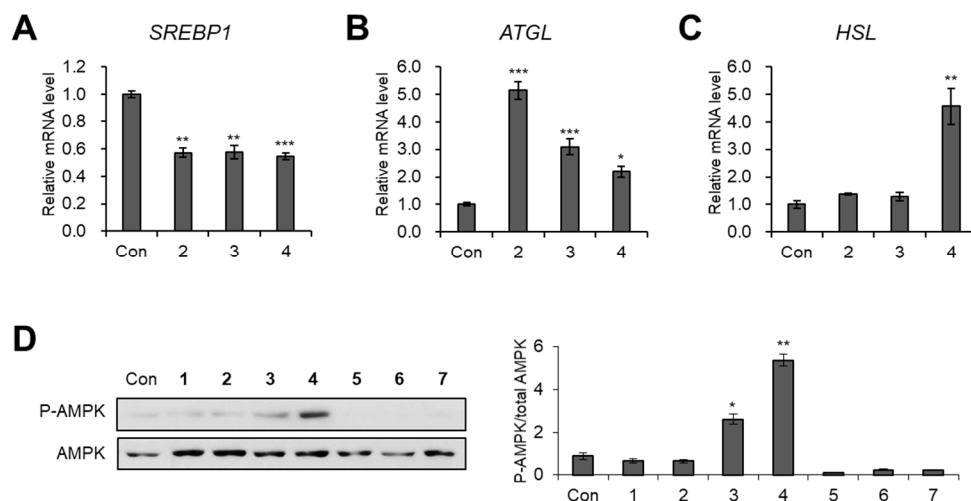 A
SREBP1
Relative mRNA level
1.2
1.0
0.8
0.6
0.4
0.2
0.0
** ** ***
Con 2 3 4
B
ATGL
Relative mRNA level
6.0
5.0
4.0
3.0
2.0
1.0
0.0
*** *** *
Con 2 3 4
C
HSL
Relative mRNA level
6.0
5.0
4.0
3.0
2.0
1.0
0.0
**
Con 2 3 4
D
Con 1 2 3 4 5 6 7
P-AMPK
AMPK
P-AMPK/total AMPK
6
4
2
0
* **
Con 1 2 3 4 5 6 7